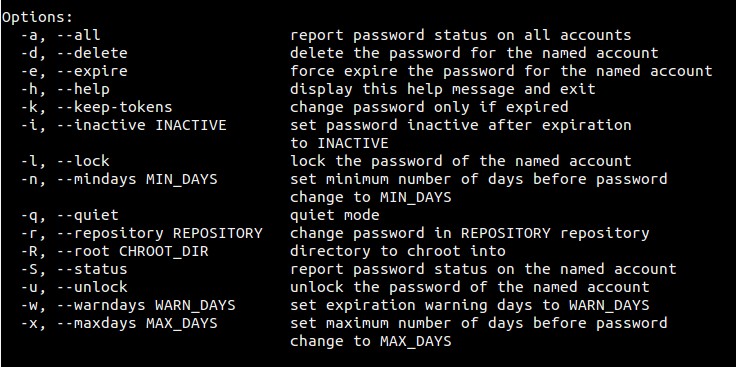 Options:
  -a, --all                     report password status on all accounts
  -d, --delete                  delete the password for the named account
  -e, --expire                  force expire the password for the named account
  -h, --help                    display this help message and exit
  -k, --keep-tokens             change password only if expired
  -i, --inactive INACTIVE       set password inactive after expiration
                                to INACTIVE
  -l, --lock                    lock the password of the named account
  -n, --mindays MIN_DAYS        set minimum number of days before password
                                change to MIN_DAYS
  -q, --quiet                   quiet mode
  -r, --repository REPOSITORY   change password in REPOSITORY repository
  -R, --root CHROOT_DIR         directory to chroot into
  -S, --status                  report password status on the named account
  -u, --unlock                  unlock the password of the named account
  -w, --warndays WARN_DAYS      set expiration warning days to WARN_DAYS
  -x, --maxdays MAX_DAYS        set maximum number of days before password
                                change to MAX_DAYS